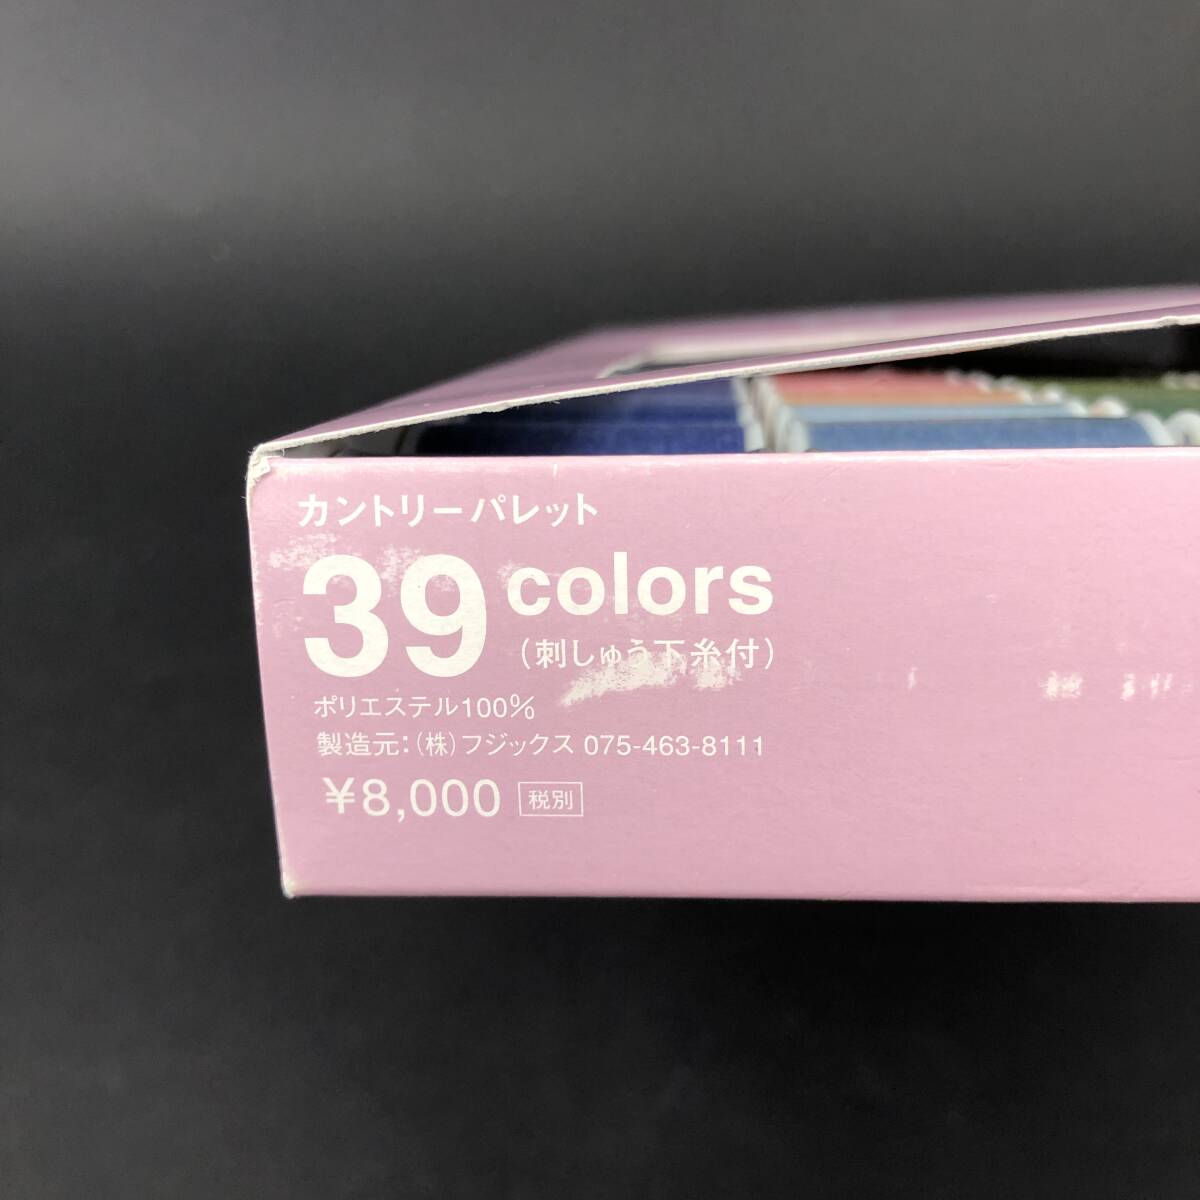 カントリーパレット
39 colors
(刺しゅう下糸付)
ポリエステル100%
製造元:(株)フジックス 075-463-8111
¥8,000 税別